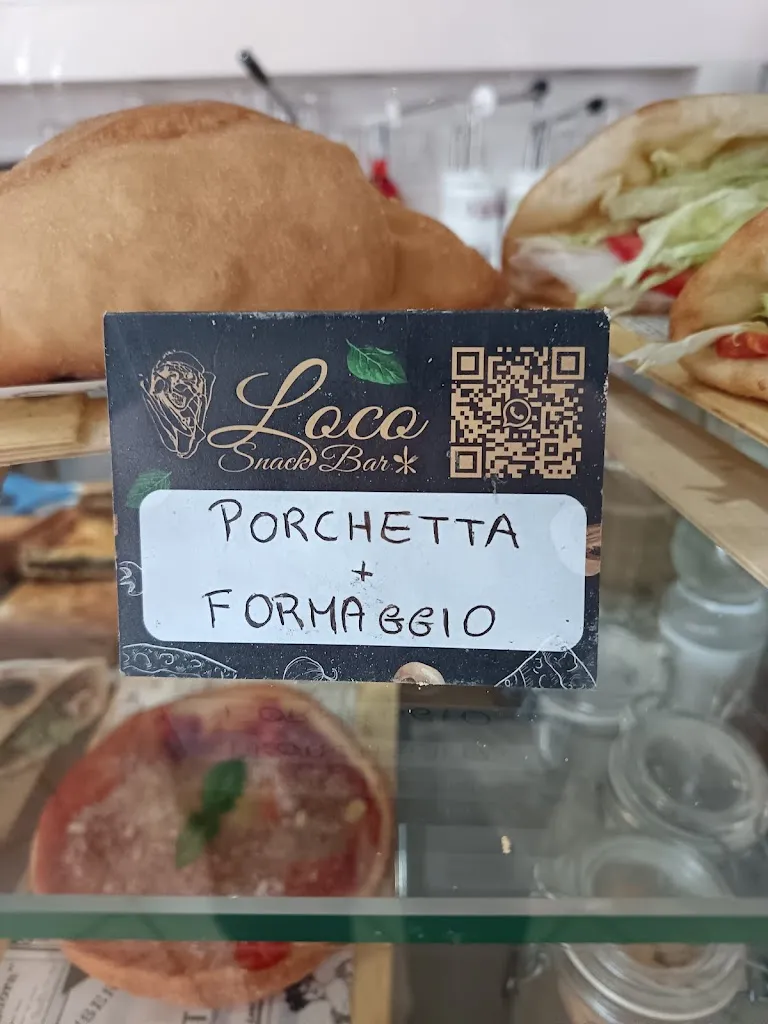 Loco
Snack Bar
PORCHETTA
+
FORMAGGIO